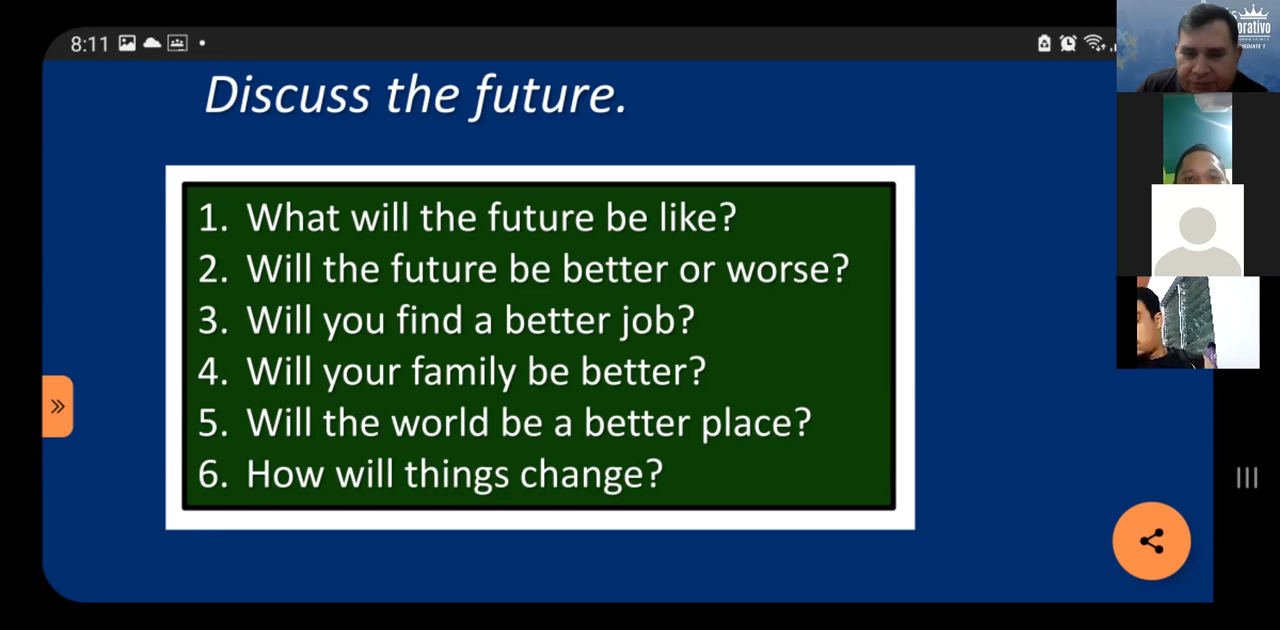 8:11
Discuss the future.
1. What will the future be like?
2. Will the future be better or worse?
3. Will you find a better job?
4. Will your family be better?
5. Will the world be a better place?
6. How will things change?